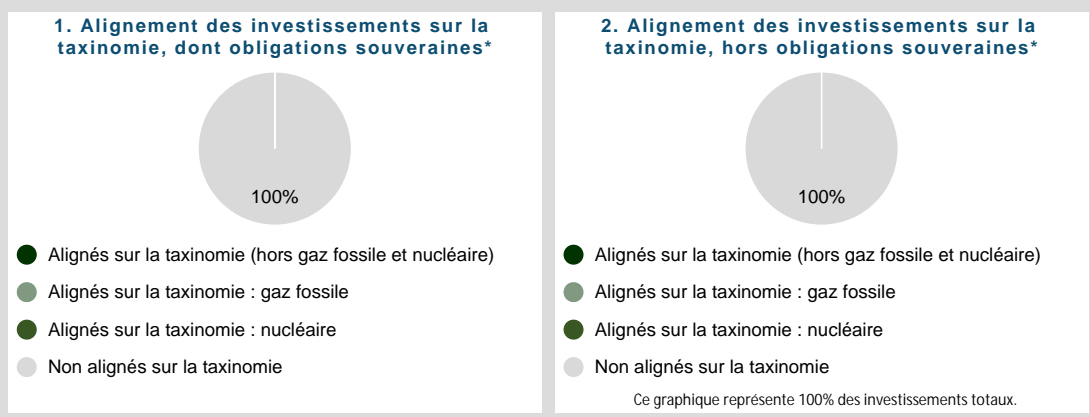 1. Alignement des investissements sur la
taxinomie, dont obligations souveraines*
100%
Alignés sur la taxinomie (hors gaz fossile et nucléaire)
Alignés sur la taxinomie : gaz fossile
Alignés sur la taxinomie : nucléaire
Non alignés sur la taxinomie
2. Alignement des investissements sur la
taxinomie, hors obligations souveraines*
100%
Alignés sur la taxinomie (hors gaz fossile et nucléaire)
Alignés sur la taxinomie : gaz fossile
Alignés sur la taxinomie : nucléaire
Non alignés sur la taxinomie
Ce graphique représente 100% des investissements totaux.